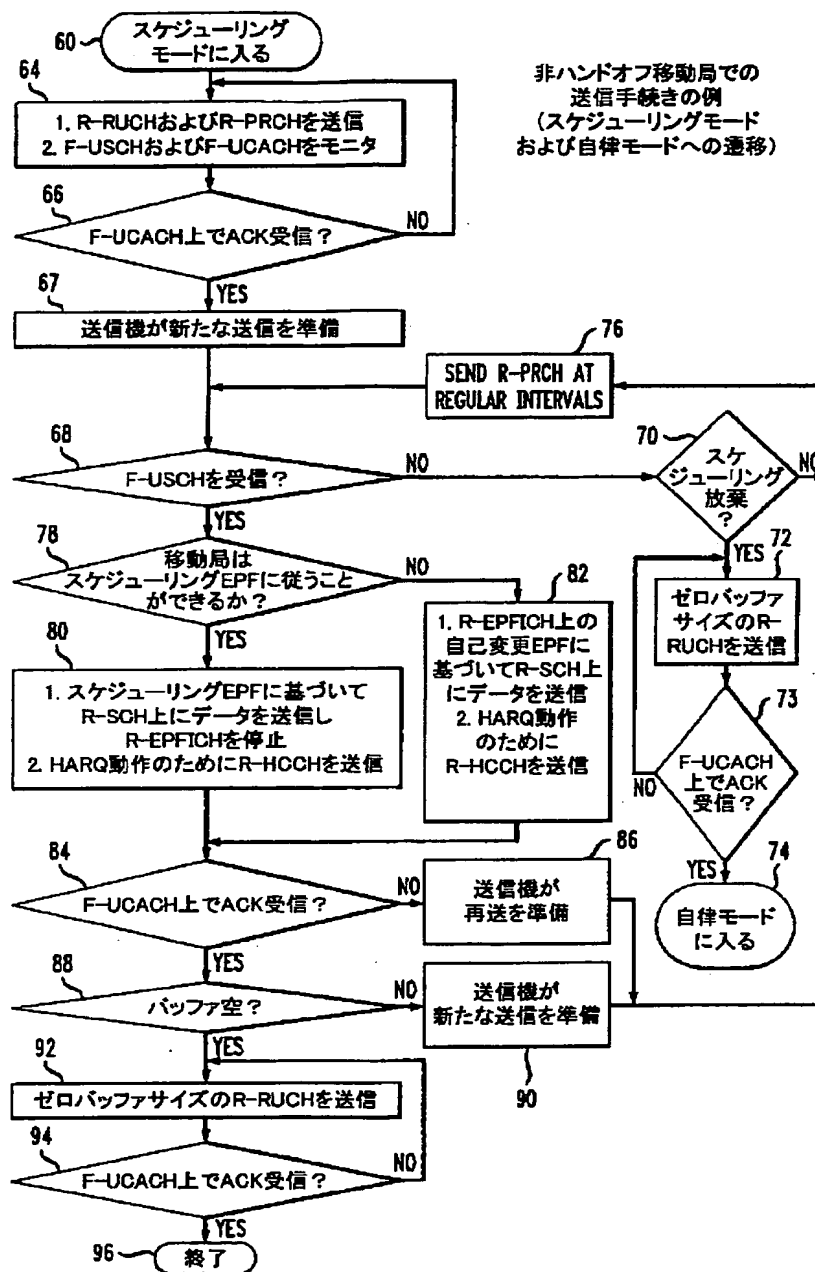 60
スケジューリング
モードに入る
非ハンドオフ移動局での
送信手続きの例
(スケジューリングモード
および自律モードへの遷移)
64
1. R-RUCHおよびR-PRCHを送信
2. F-USCHおよびF-UCACHをモニタ
66
F-UCACH上でACK受信?
NO
YES
67
送信機が新たな送信を準備
76
SEND R-PRCH AT
REGULAR INTERVALS
68
F-USCHを受信?
NO
YES
70
スケ
ジューリング
放棄
?
NO
YES
72
ゼロバッファ
サイズのR-
RUCHを送信
73
F-UCACH
上でACK
受信?
NO
YES
74
自律モード
に入る
78
移動局は
スケジューリングEPFに従うこと
ができるか?
NO
YES
82
1. R-EPFICH上の
自己変更EPFに
基づいてR-SCH上
にデータを送信
2. HARQ動作
のために
R-HCCHを送信
80
1. スケジューリングEPFに基づいて
R-SCH上にデータを送信し
R-EPFICHを停止
2. HARQ動作のためにR-HCCHを送信
84
F-UCACH上でACK受信?
NO
YES
86
送信機が
再送を準備
88
バッファ空?
NO
YES
送信機が
新たな送信を準備
90
92
ゼロバッファサイズのR-RUCHを送信
94
F-UCACH上でACK受信?
NO
YES
96
終了